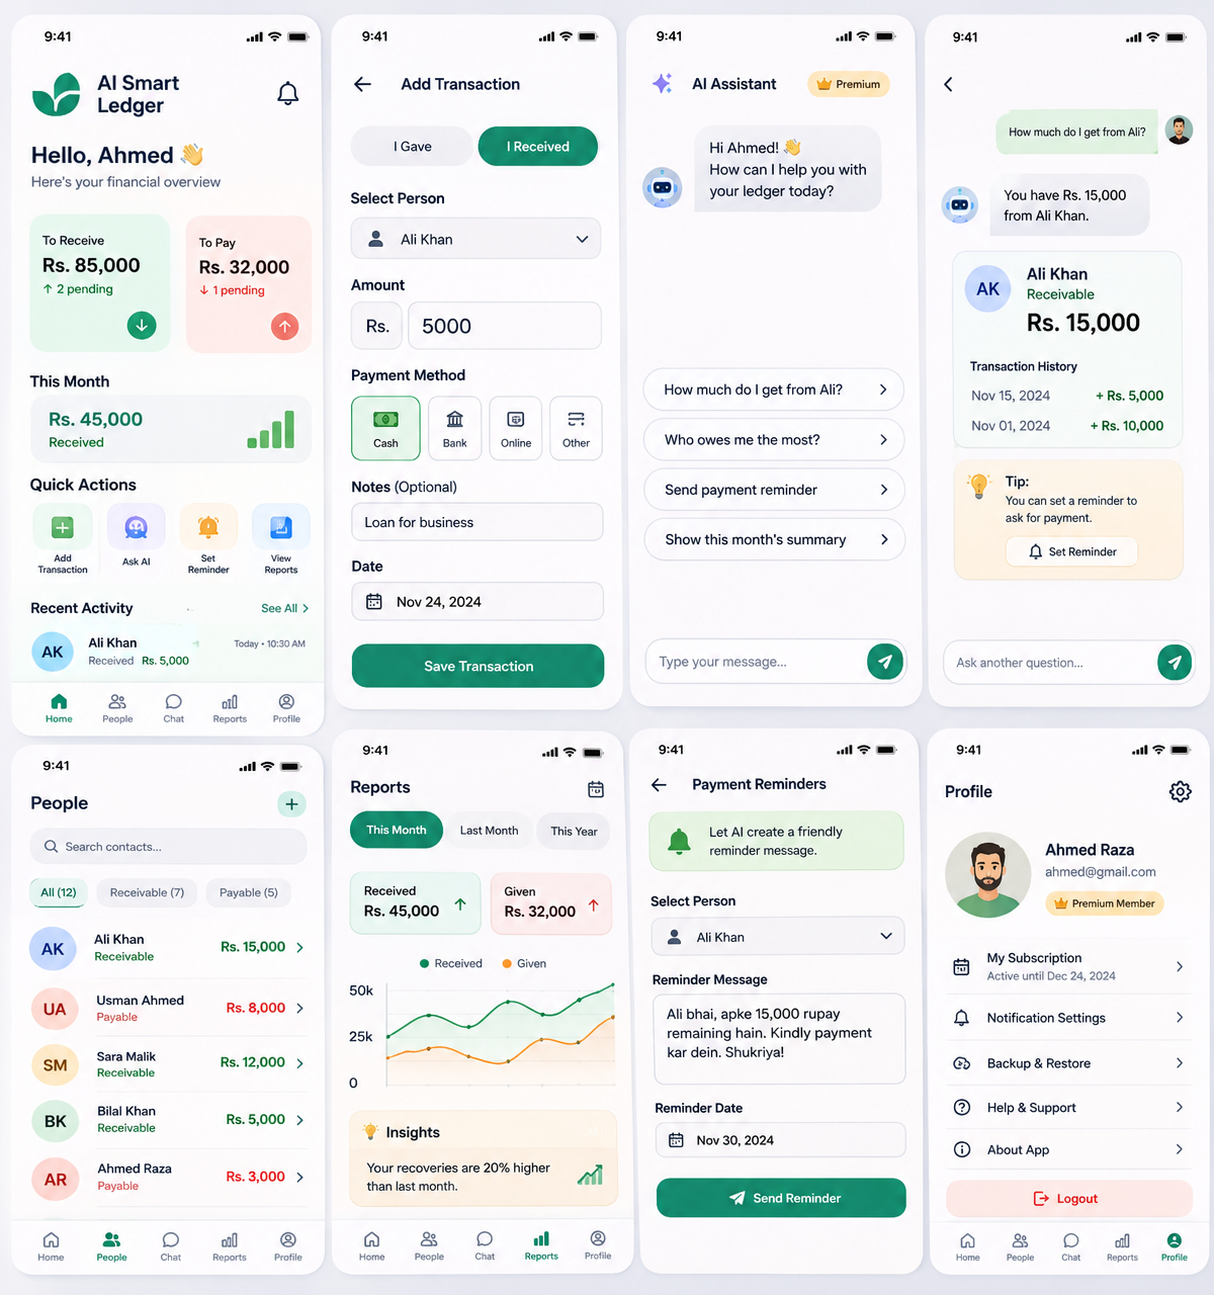 9:41
AI Smart
Ledger
Hello, Ahmed 👋
Here's your financial overview
To Receive
Rs. 85,000
↑ 2 pending
To Pay
Rs. 32,000
↓ 1 pending
This Month
Rs. 45,000
Received
Quick Actions
Add
Transaction
Ask AI
Set
Reminder
View
Reports
Recent Activity
See All >
AK
Ali Khan
Received Rs. 5,000
Today • 10:30 AM
Home
People
Chat
Reports
Profile
9:41
Add Transaction
I Gave
I Received
Select Person
Ali Khan
Amount
Rs.
5000
Payment Method
Cash
Bank
Online
Other
Notes (Optional)
Loan for business
Date
Nov 24, 2024
Save Transaction
9:41
AI Assistant
Premium
Hi Ahmed! 👋
How can I help you with
your ledger today?
How much do I get from Ali?
Who owes me the most?
Send payment reminder
Show this month's summary
Type your message...
9:41
How much do I get from Ali?
You have Rs. 15,000
from Ali Khan.
AK
Ali Khan
Receivable
Rs. 15,000
Transaction History
Nov 15, 2024 + Rs. 5,000
Nov 01, 2024 + Rs. 10,000
Tip:
You can set a reminder to
ask for payment.
Set Reminder
Ask another question...
9:41
People
+
Search contacts...
All (12)
Receivable (7)
Payable (5)
AK
Ali Khan
Receivable
Rs. 15,000
UA
Usman Ahmed
Payable
Rs. 8,000
SM
Sara Malik
Receivable
Rs. 12,000
BK
Bilal Khan
Receivable
Rs. 5,000
AR
Ahmed Raza
Payable
Rs. 3,000
Home
People
Chat
Reports
Profile
9:41
Reports
This Month
Last Month
This Year
Received
Rs. 45,000
Given
Rs. 32,000
Received
Given
50k
25k
0
Insights
Your recoveries are 20% higher
than last month.
Home
People
Chat
Reports
Profile
9:41
Payment Reminders
Let AI create a friendly
reminder message.
Select Person
Ali Khan
Reminder Message
Ali bhai, apke 15,000 rupay
remaining hain. Kindly payment
kar dein. Shukriya!
Reminder Date
Nov 30, 2024
Send Reminder
9:41
Profile
Ahmed Raza
ahmed@gmail.com
Premium Member
My Subscription
Active until Dec 24, 2024
Notification Settings
Backup & Restore
Help & Support
About App
Logout
Home
People
Chat
Reports
Profile